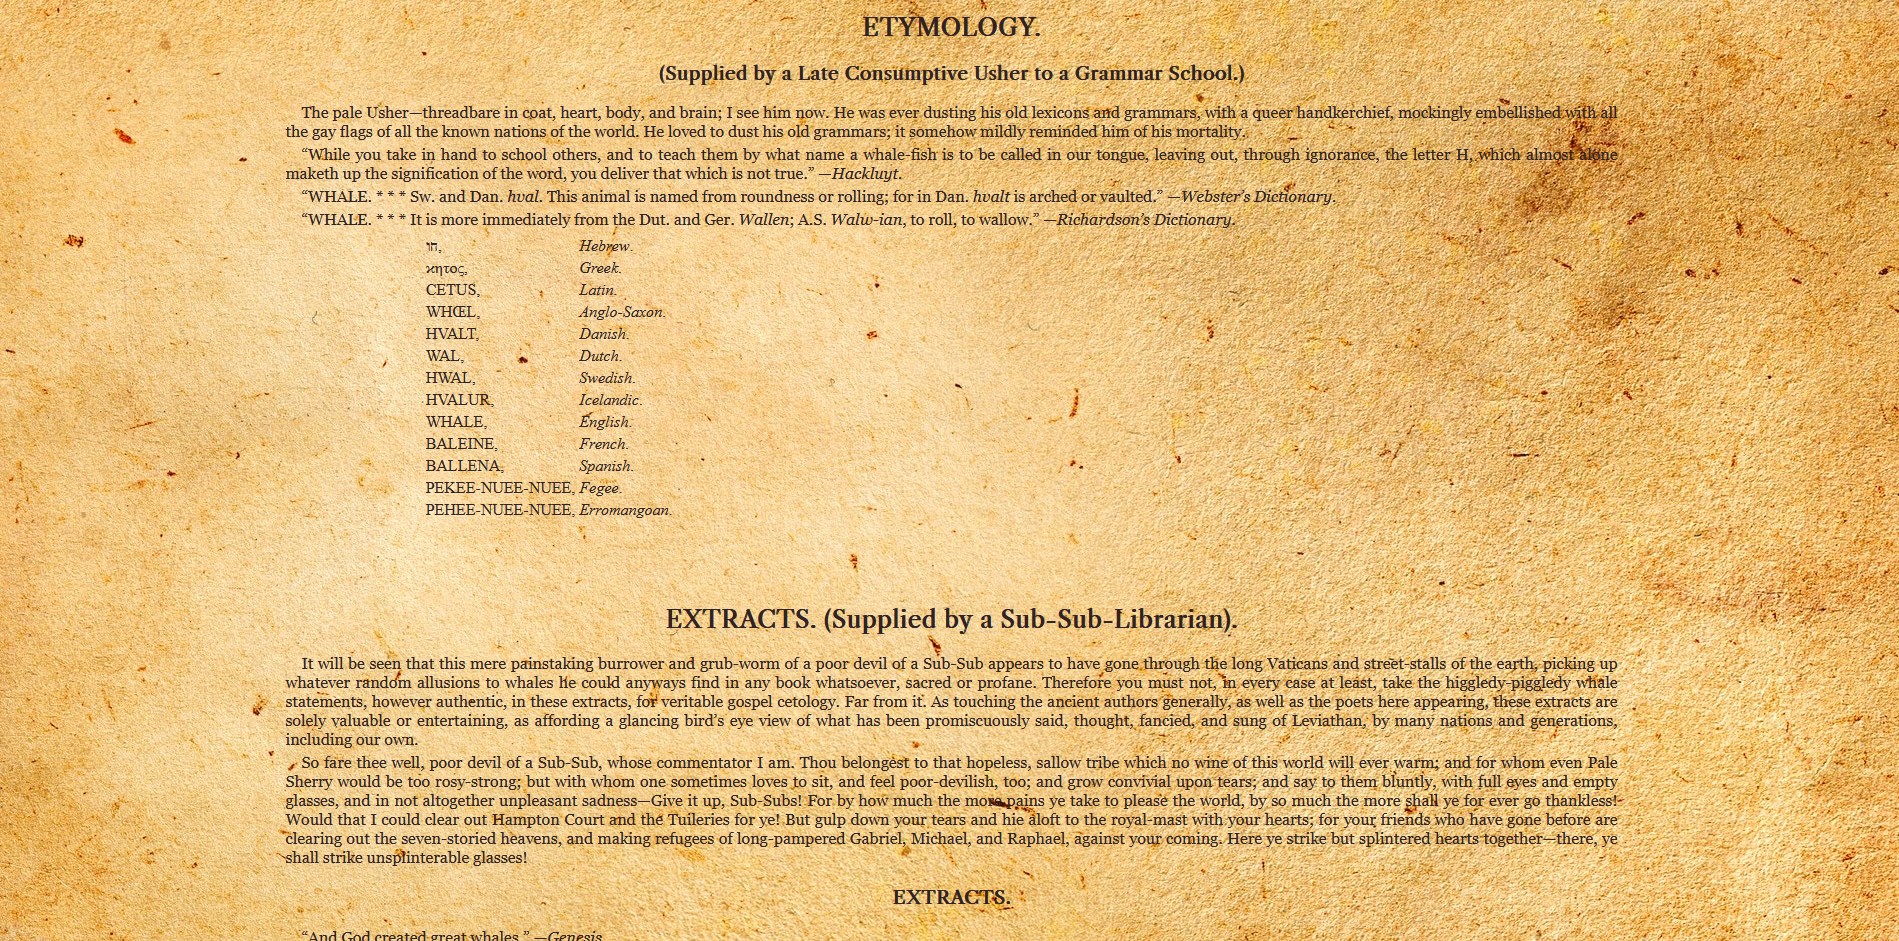 ETYMOLOGY.
(Supplied by a Late Consumptive Usher to a Grammar School.)
The pale Usher—threadbare in coat, heart, body, and brain; I see him now. He was ever dusting his old lexicons and grammars, with a queer handkerchief, mockingly embellished with all
the gay flags of all the known nations of the world. He loved to dust his old grammars; it somehow mildly reminded him of his mortality.
“While you take in hand to school others, and to teach them by what name a whale-fish is to be called in our tongue, leaving out, through ignorance, the letter H, which almost alone
maketh up the signification of the word, you deliver that which is not true.” —Hackluyt.
“WHALE. * * * Sw. and Dan. hval. This animal is named from roundness or rolling; for in Dan. hvalt is arched or vaulted.” —Webster’s Dictionary.
“WHALE. * * * It is more immediately from the Dut. and Ger. Wallen; A.S. Walw-ian, to roll, to wallow.” —Richardson’s Dictionary.
חו, Hebrew.
ϰητος, Greek.
CETUS, Latin.
WHŒL, Anglo-Saxon.
HVALT, Danish.
WAL, Dutch.
HWAL, Swedish.
HVALUR, Icelandic.
WHALE, English.
BALEINE, French.
BALLENA, Spanish.
PEKEE-NUEE-NUEE, Fegee.
PEHEE-NUEE-NUEE, Erromangoan.
EXTRACTS. (Supplied by a Sub-Sub-Librarian).
It will be seen that this mere painstaking burrower and grub-worm of a poor devil of a Sub-Sub appears to have gone through the long Vaticans and street-stalls of the earth, picking up
whatever random allusions to whales he could anyways find in any book whatsoever, sacred or profane. Therefore you must not, in every case at least, take the higgledy-piggledy whale
statements, however authentic, in these extracts, for veritable gospel cetology. Far from it. As touching the ancient authors generally, as well as the poets here appearing, these extracts are
solely valuable or entertaining, as affording a glancing bird’s eye view of what has been promiscuously said, thought, fancied, and sung of Leviathan, by many nations and generations,
including our own.
So fare thee well, poor devil of a Sub-Sub, whose commentator I am. Thou belongest to that hopeless, sallow tribe which no wine of this world will ever warm; and for whom even Pale
Sherry would be too rosy-strong; but with whom one sometimes loves to sit, and feel poor-devilish, too; and grow convivial upon tears; and say to them bluntly, with full eyes and empty
glasses, and in not altogether unpleasant sadness—Give it up, Sub-Subs! For by how much the more pains ye take to please the world, by so much the more shall ye for ever go thankless!
Would that I could clear out Hampton Court and the Tuileries for ye! But gulp down your tears and hie aloft to the royal-mast with your hearts; for your friends who have gone before are
clearing out the seven-storied heavens, and making refugees of long-pampered Gabriel, Michael, and Raphael, against your coming. Here ye strike but splintered hearts together—there, ye
shall strike unsplinterable glasses!
EXTRACTS.
“And God created great whales.” —Genesis.